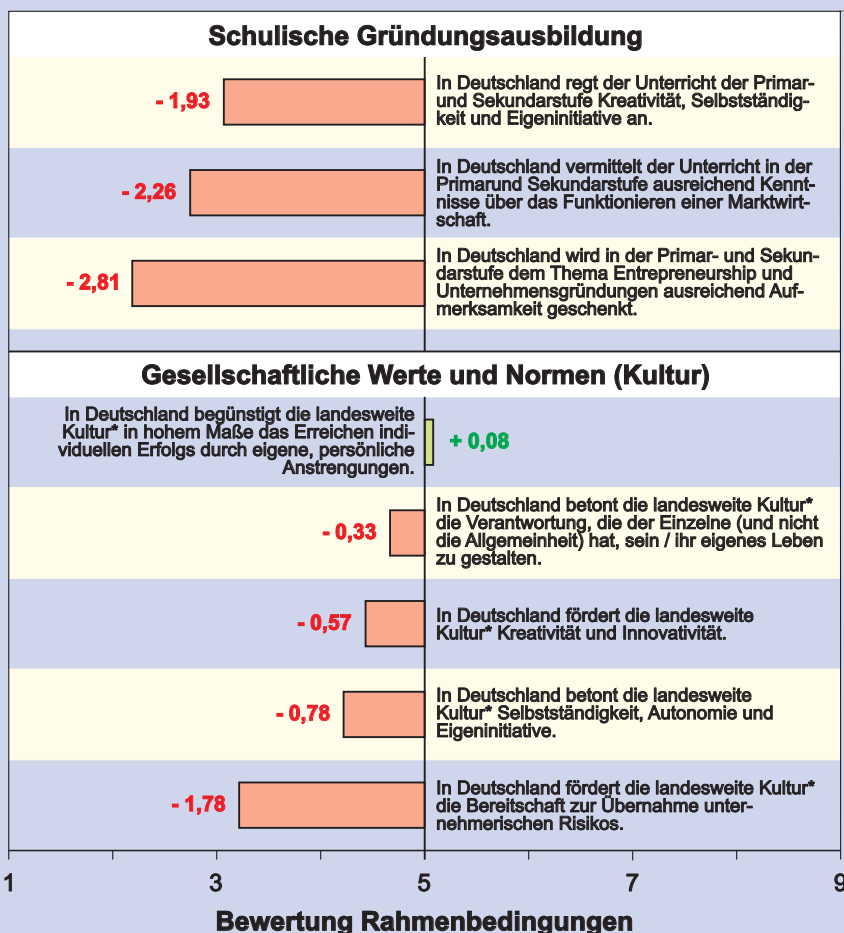 Schulische Gründungsausbildung
- 1,93
In Deutschland regt der Unterricht der Primar-
und Sekundarstufe Kreativität, Selbstständig-
keit und Eigeninitiative an.
- 2,26
In Deutschland vermittelt der Unterricht in der
Primarund Sekundarstufe ausreichend Kennt-
nisse über das Funktionieren einer Marktwirt-
schaft.
- 2,81
In Deutschland wird in der Primar- und Sekun-
darstufe dem Thema Entrepreneurship und
Unternehmensgründungen ausreichend Auf-
merksamkeit geschenkt.
Gesellschaftliche Werte und Normen (Kultur)
In Deutschland begünstigt die landesweite
Kultur* in hohem Maße das Erreichen indi-
viduellen Erfolgs durch eigene, persönliche
Anstrengungen.
+ 0,08
- 0,33
In Deutschland betont die landesweite Kultur*
die Verantwortung, die der Einzelne (und nicht
die Allgemeinheit) hat, sein / ihr eigenes Leben
zu gestalten.
- 0,57
In Deutschland fördert die landesweite
Kultur* Kreativität und Innovativität.
- 0,78
In Deutschland betont die landesweite
Kultur* Selbstständigkeit, Autonomie und
Eigeninitiative.
- 1,78
In Deutschland fördert die landesweite Kultur*
die Bereitschaft zur Übernahme unter-
nehmerischen Risikos.
1 3 5 7 9
Bewertung Rahmenbedingungen